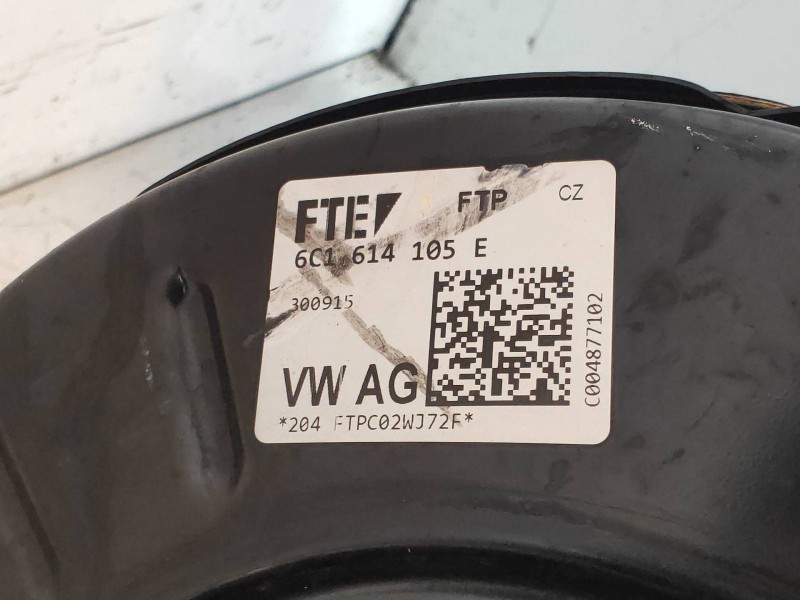 FTE FTP CZ
6C1 614 105 E
300915
VW AG
*204 FTPC02WJ72F*
C004877102